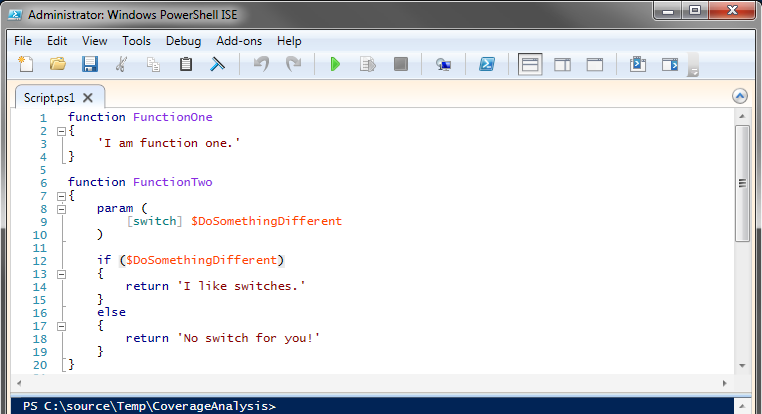 Administrator: Windows PowerShell ISE
File Edit View Tools Debug Add-ons Help
Script.ps1
1 function FunctionOne
2 {
3     'I am function one.'
4 }
5
6 function FunctionTwo
7 {
8     param (
9         [switch] $DoSomethingDifferent
10     )
11
12     if ($DoSomethingDifferent)
13     {
14         return 'I like switches.'
15     }
16     else
17     {
18         return 'No switch for you!'
19     }
20 }
PS C:\source\Temp\CoverageAnalysis>